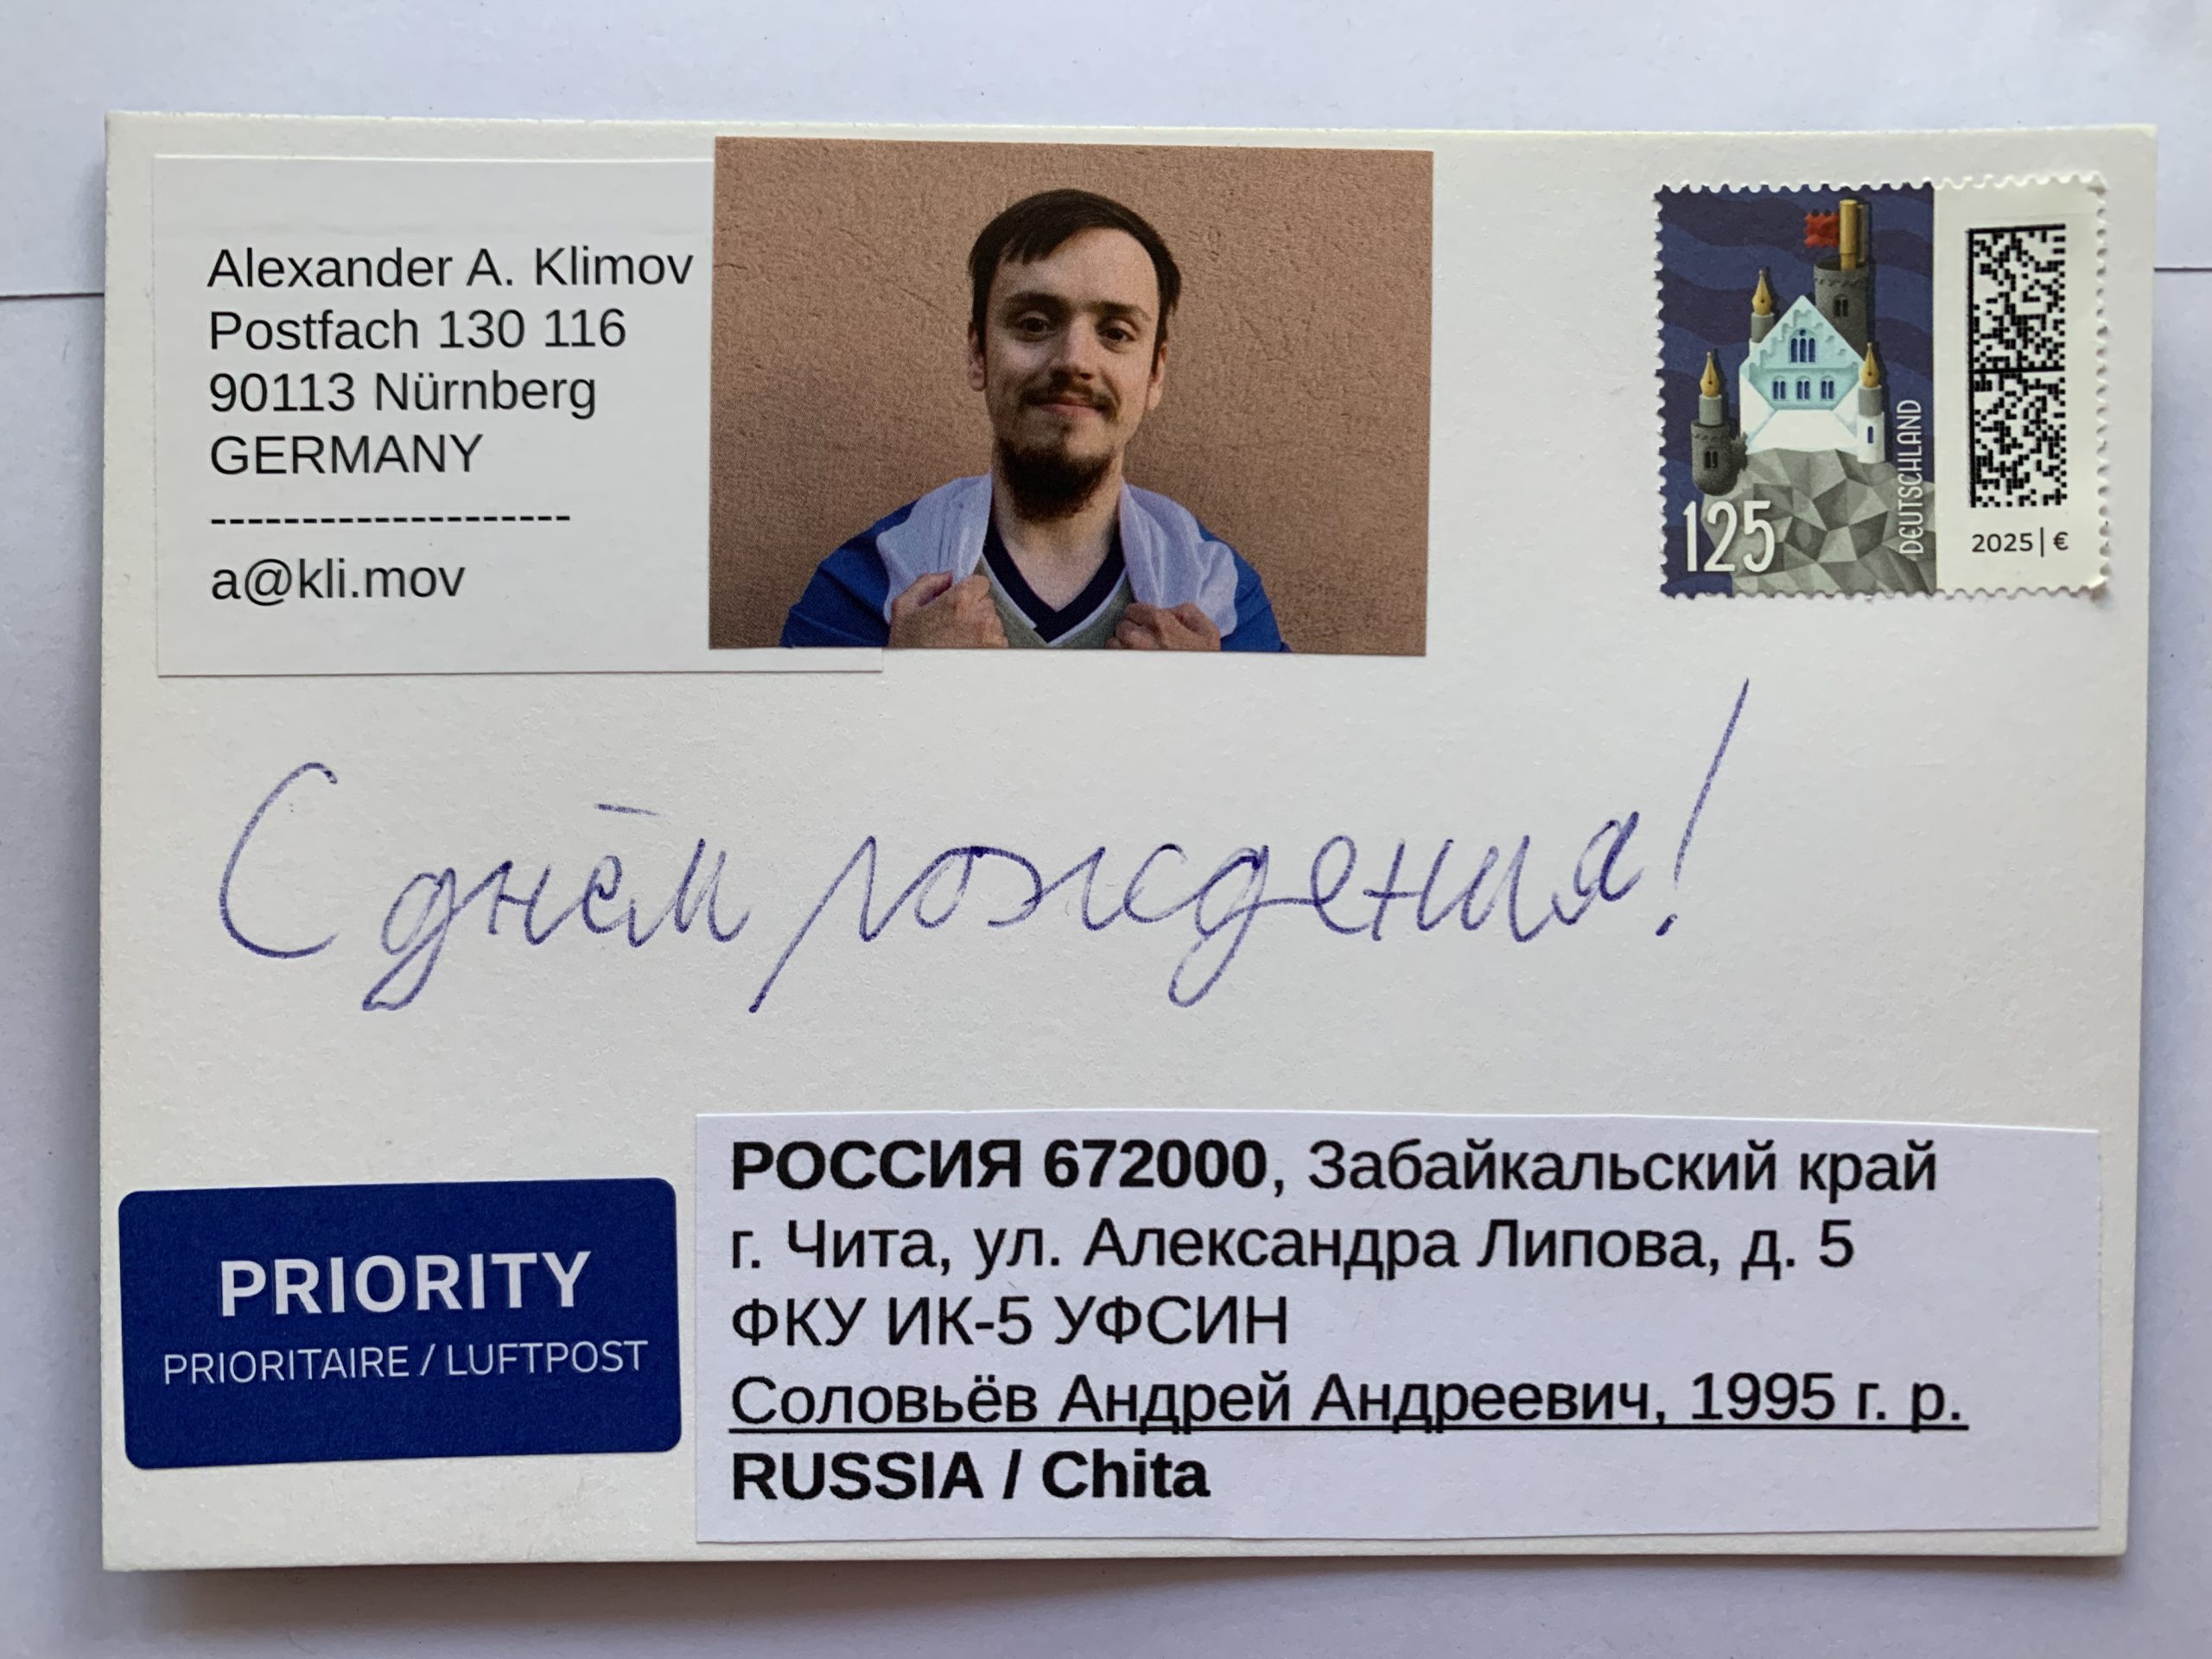 Alexander A. Klimov
Postfach 130 116
90113 Nürnberg
GERMANY
--------------------
a@kli.mov
125
DEUTSCHLAND
2025|€
С днём рождения!
PRIORITY
PRIORITAIRE / LUFTPOST
РОССИЯ 672000, Забайкальский край
г. Чита, ул. Александра Липова, д. 5
ФКУ ИК-5 УФСИН
Соловьёв Андрей Андреевич, 1995 г. р.
RUSSIA / Chita